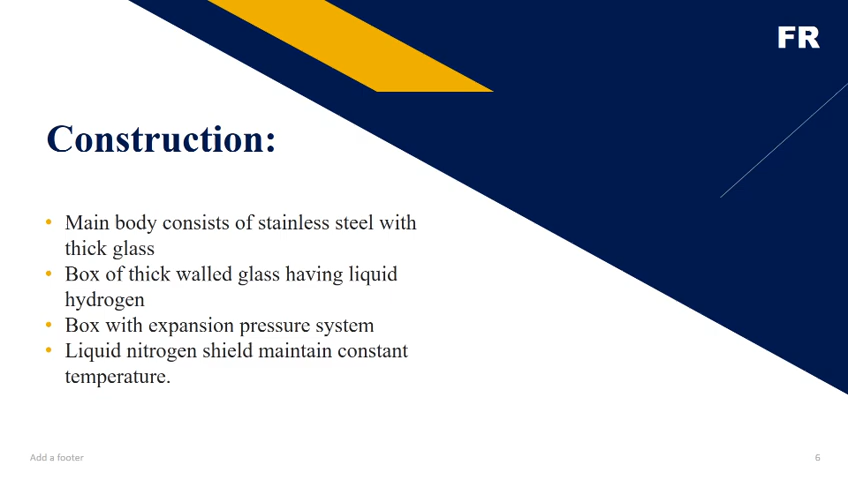 FR
Construction:
• Main body consists of stainless steel with
thick glass
• Box of thick walled glass having liquid
hydrogen
• Box with expansion pressure system
• Liquid nitrogen shield maintain constant
temperature.
Add a footer
6